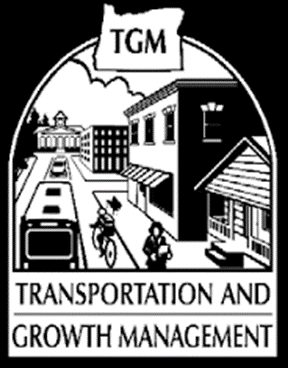 TGM
TRANSPORTATION AND
GROWTH MANAGEMENT